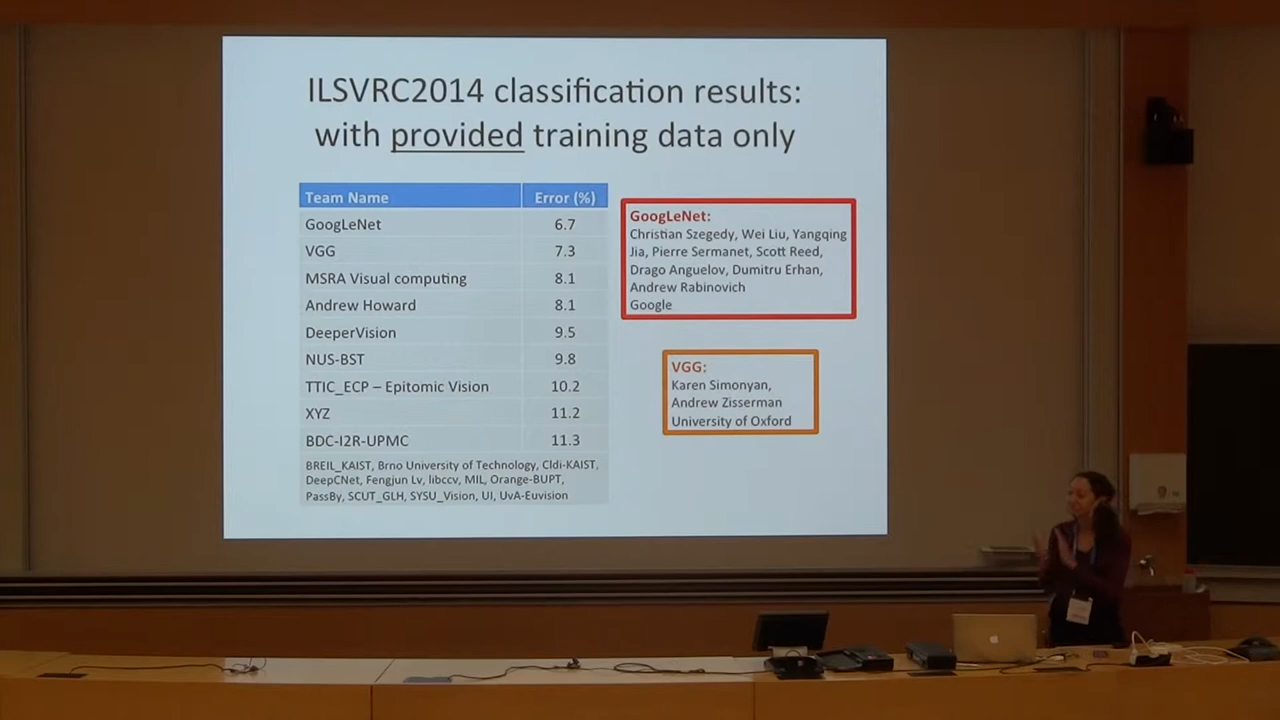 ILSVRC2014 classification results:
with provided training data only
Team Name Error (%)
GoogLeNet 6.7
VGG 7.3
MSRA Visual computing 8.1
Andrew Howard 8.1
DeeperVision 9.5
NUS-BST 9.8
TTIC_ECP – Epitomic Vision 10.2
XYZ 11.2
BDC-I2R-UPMC 11.3
BREIL_KAIST, Brno University of Technology, Cldi-KAIST,
DeepCNet, Fengjun Lv, libccv, MIL, Orange-BUPT,
PassBy, SCUT_GLH, SYSU_Vision, UI, UvA-Euvision
GoogLeNet:
Christian Szegedy, Wei Liu, Yangqing
Jia, Pierre Sermanet, Scott Reed,
Drago Anguelov, Dumitru Erhan,
Andrew Rabinovich
Google
VGG:
Karen Simonyan,
Andrew Zisserman
University of Oxford